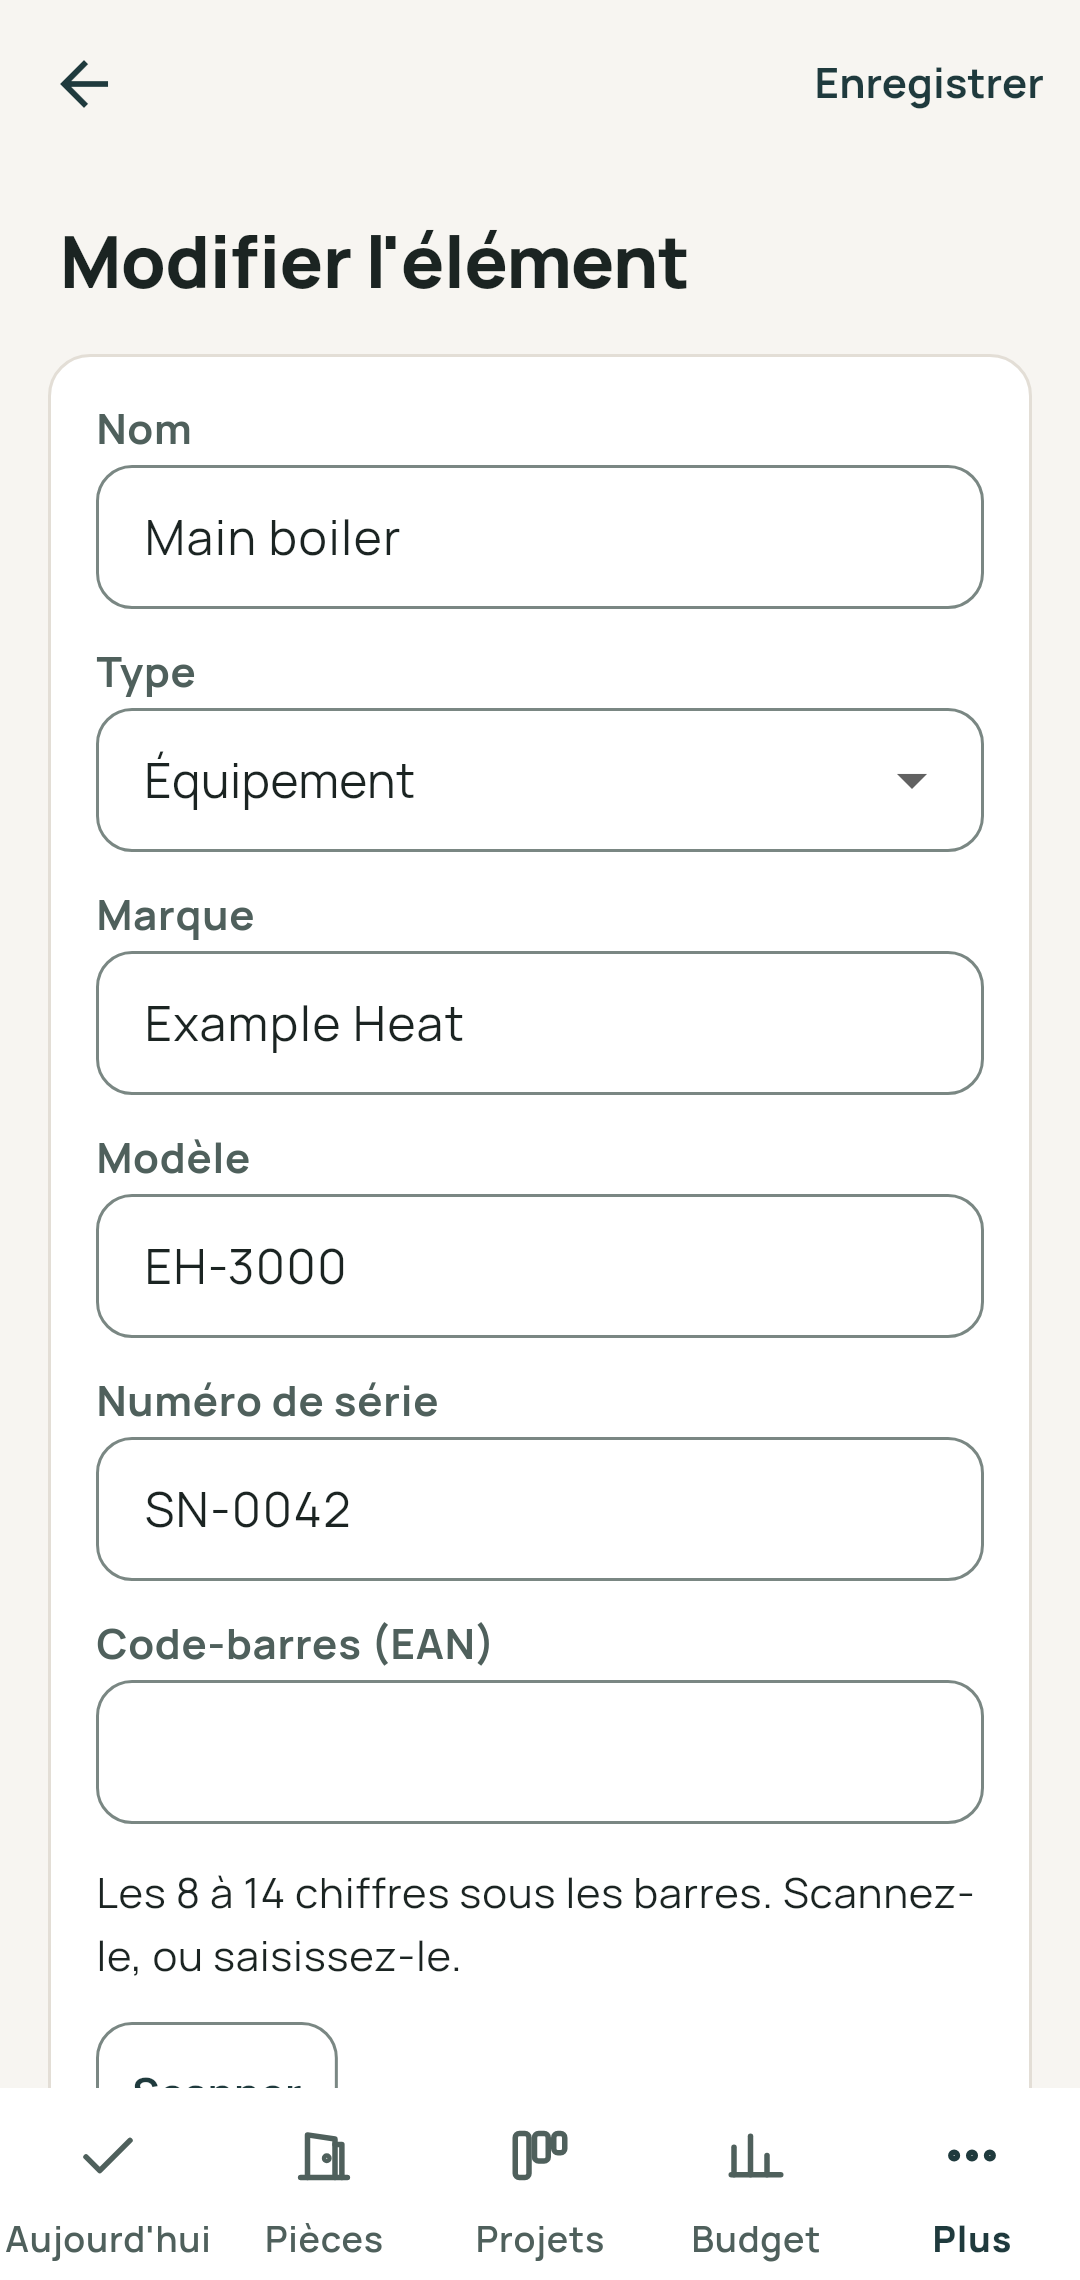 Enregistrer
Modifier l'élément
Nom
Main boiler
Type
Équipement
Marque
Example Heat
Modèle
EH-3000
Numéro de série
SN-0042
Code-barres (EAN)
Les 8 à 14 chiffres sous les barres. Scannez-
le, ou saisissez-le.
Scanner
Aujourd'hui
Pièces
Projets
Budget
Plus